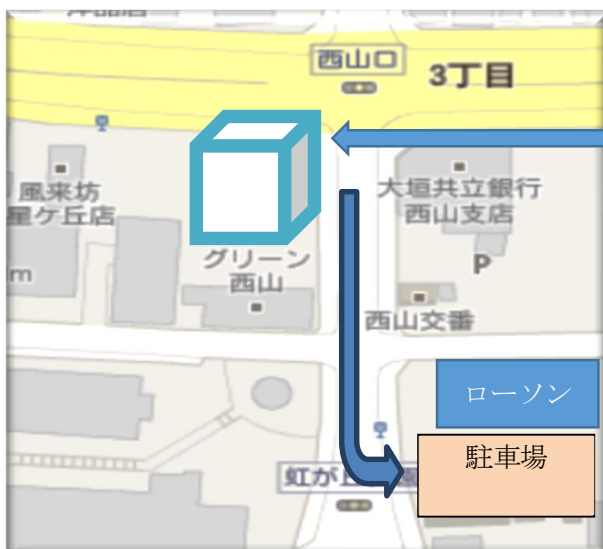 西山口
3丁目
風来坊
星ケ丘店
大垣共立銀行
西山支店
グリーン
西山
P
m
西山交番
ローソン
駐車場
虹が丘